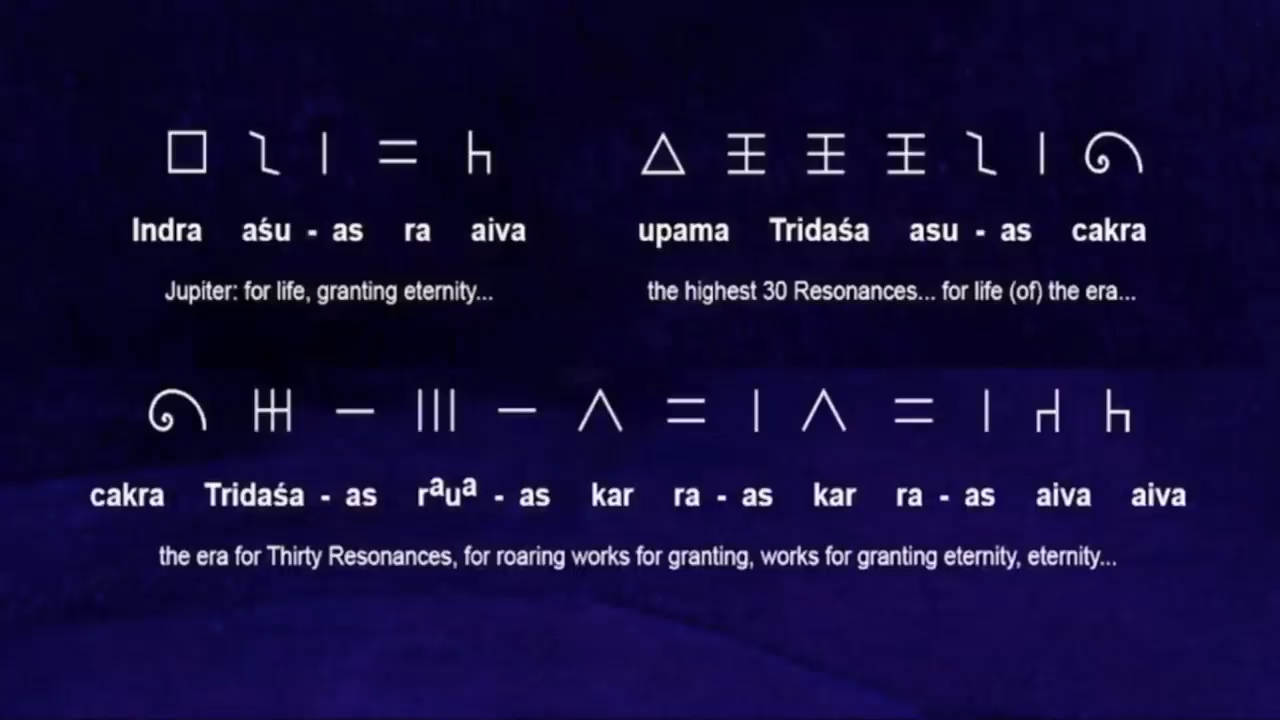 Indra aśu - as ra aiva
Jupiter: for life, granting eternity...
upama Tridaśa asu - as cakra
the highest 30 Resonances... for life (of) the era...
cakra Tridaśa - as rᵃuᵃ - as kar ra - as kar ra - as aiva aiva
the era for Thirty Resonances, for roaring works for granting, works for granting eternity, eternity...